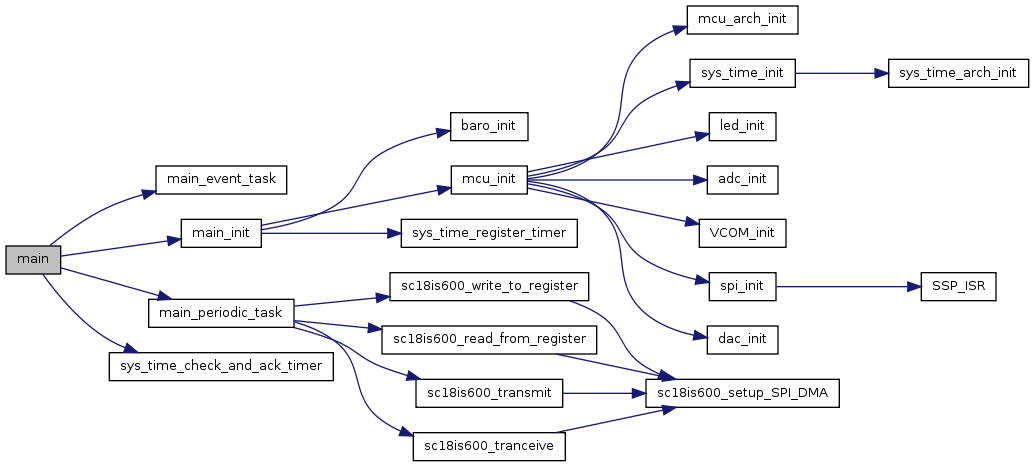 mcu_arch_init
sys_time_init
sys_time_arch_init
baro_init
led_init
main_event_task
mcu_init
adc_init
main_init
sys_time_register_timer
VCOM_init
main
sc18is600_write_to_register
spi_init
SSP_ISR
main_periodic_task
sc18is600_read_from_register
dac_init
sys_time_check_and_ack_timer
sc18is600_transmit
sc18is600_setup_SPI_DMA
sc18is600_tranceive